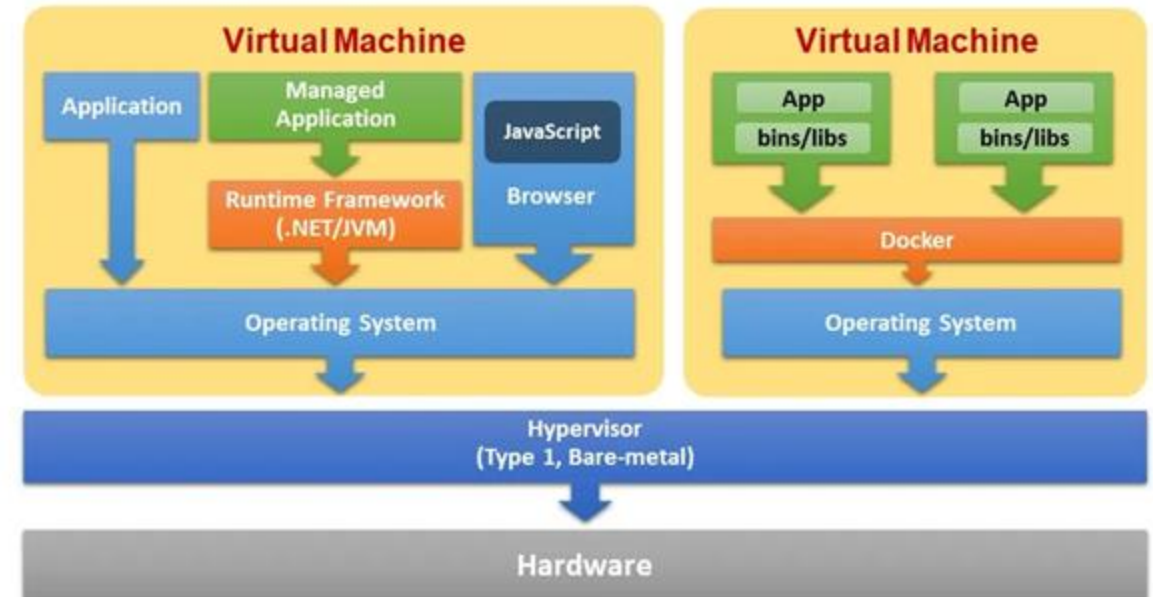 Virtual Machine
Application
Managed
Application
JavaScript
Browser
Runtime Framework
(.NET/JVM)
Operating System
Virtual Machine
App
bins/libs
App
bins/libs
Docker
Operating System
Hypervisor
(Type 1, Bare-metal)
Hardware